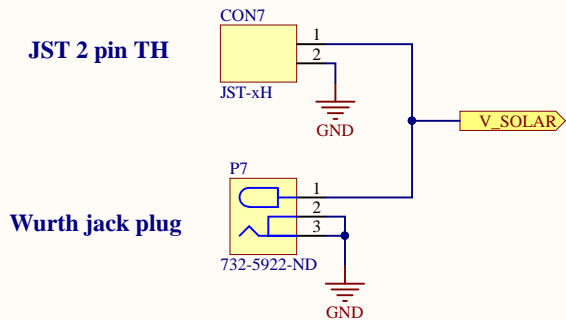 CON7
JST 2 pin TH
1
2
JST-xH
GND
V_SOLAR
P7
Wurth jack plug
1
2
3
732-5922-ND
GND